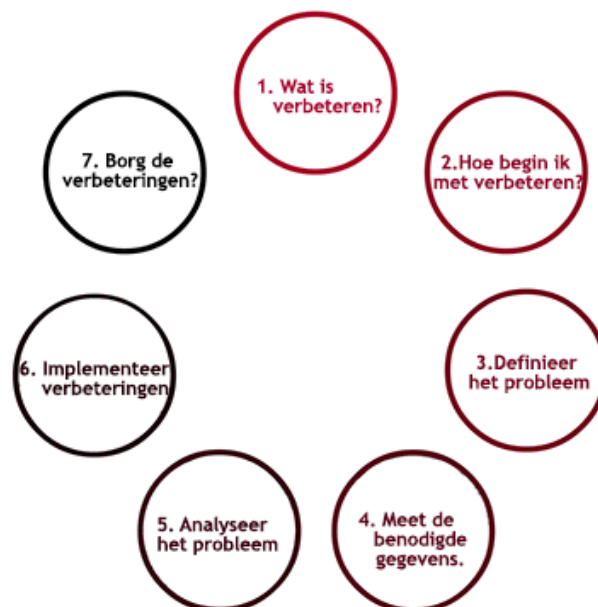 1. Wat is
verbeteren?
2.Hoe begin ik
met verbeteren?
3.Definieer
het probleem
4. Meet de
benodigde
gegevens.
5. Analyseer
het probleem
6. Implementeer
verbeteringen
7. Borg de
verbeteringen?